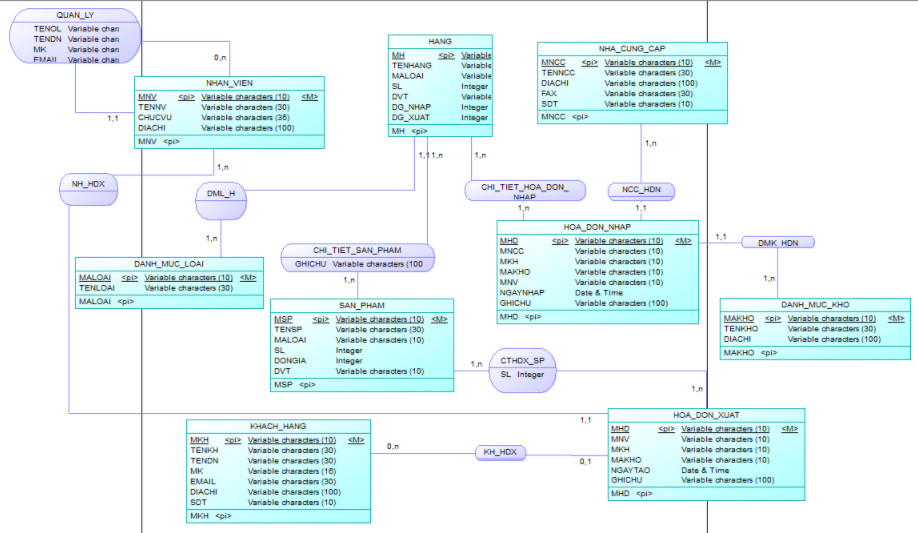 QUAN_LY
TENQL Variable chari
TENDN Variable chari
MK Variable chari
EMAIL Variable chari
0,n
1,1
NHAN_VIEN
MNV <pi> Variable characters (10) <M>
TENNV Variable characters (30)
CHUCVU Variable characters (35)
DIACHI Variable characters (100)
MNV <pi>
1,n
HANG
MH <pi> Variable
TENHANG Variable
MALOAI Variable
SL Integer
DVT Variable
DG_NHAP Integer
DG_XUAT Integer
MH <pi>
1,1
1,n
1,n
NHA_CUNG_CAP
MNCC <pi> Variable characters (10) <M>
TENNCC Variable characters (30)
DIACHI Variable characters (100)
FAX Variable characters (30)
SDT Variable characters (10)
MNCC <pi>
1,n
NH_HDX
DML_H
1,n
CHI_TIET_HOA_DON_
NHAP
1,n
NCC_HDN
1,1
DANH_MUC_LOAI
MALOAI <pi> Variable characters (10) <M>
TENLOAI Variable characters (30)
MALOAI <pi>
CHI_TIET_SAN_PHAM
GHICHU Variable characters (100
1,n
HOA_DON_NHAP
MHD <pi> Variable characters (10) <M>
MNCC Variable characters (10)
MKH Variable characters (10)
MAKHO Variable characters (10)
MNV Variable characters (10)
NGAYNHAP Date & Time
GHICHU Variable characters (100)
MHD <pi>
1,1
DMK_HDN
1,n
DANH_MUC_KHO
MAKHO <pi> Variable characters (10) <M>
TENKHO Variable characters (30)
DIACHI Variable characters (100)
MAKHO <pi>
SAN_PHAM
MSP <pi> Variable characters (10) <M>
TENSP Variable characters (30)
MALOAI Variable characters (10)
SL Integer
DONGIA Integer
DVT Variable characters (10)
MSP <pi>
1,n
CTHDX_SP
SL Integer
1,n
1,1
KHACH_HANG
MKH <pi> Variable characters (10) <M>
TENKH Variable characters (30)
TENDN Variable characters (30)
MK Variable characters (16)
EMAIL Variable characters (30)
DIACHI Variable characters (100)
SDT Variable characters (10)
MKH <pi>
0,n
KH_HDX
0,1
HOA_DON_XUAT
MHD <pi> Variable characters (10) <M>
MNV Variable characters (10)
MKH Variable characters (10)
MAKHO Variable characters (10)
NGAYTAO Date & Time
GHICHU Variable characters (100)
MHD <pi>